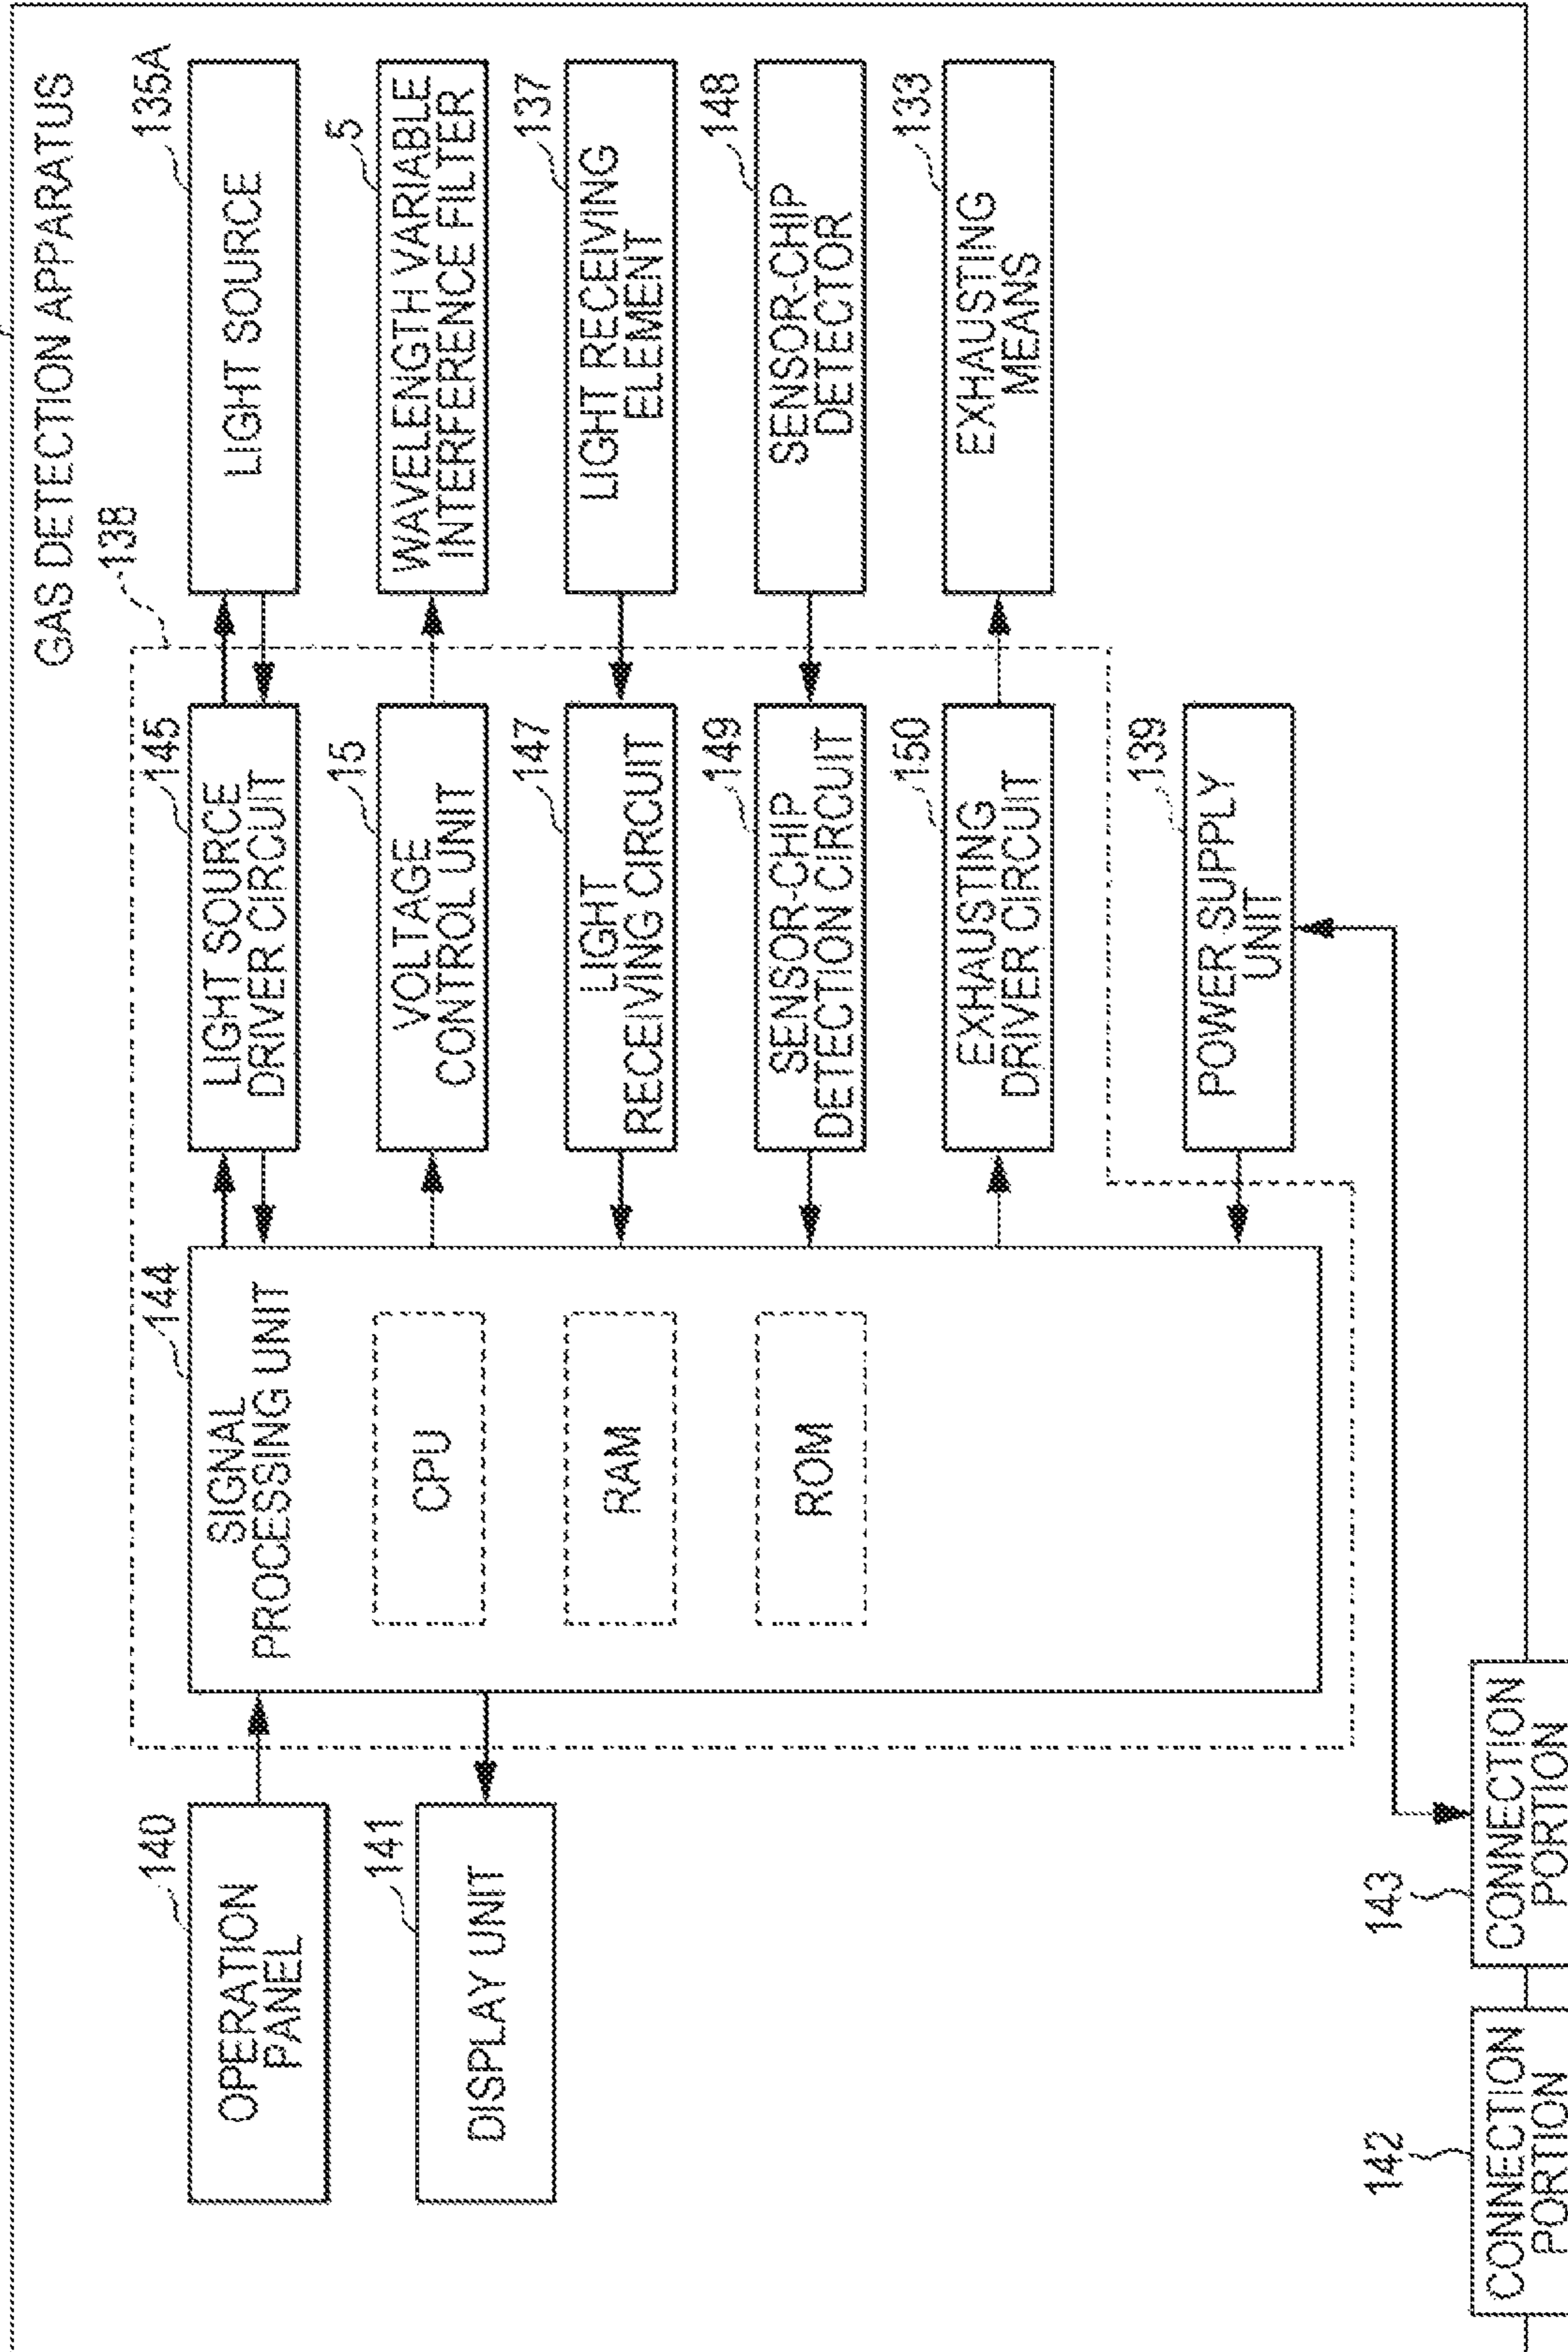 GAS DETECTION APPARATUS
138
140
OPERATION
PANEL
141
DISPLAY UNIT
144
SIGNAL
PROCESSING UNIT
CPU
RAM
ROM
145
LIGHT SOURCE
DRIVER CIRCUIT
15
VOLTAGE
CONTROL UNIT
147
LIGHT
RECEIVING CIRCUIT
149
SENSOR-CHIP
DETECTION CIRCUIT
150
EXHAUSTING
DRIVER CIRCUIT
139
POWER SUPPLY
UNIT
135A
LIGHT SOURCE
5
WAVELENGTH VARIABLE
INTERFERENCE FILTER
137
LIGHT RECEIVING
ELEMENT
148
SENSOR-CHIP
DETECTOR
133
EXHAUSTING
MEANS
142
CONNECTION
PORTION
143
CONNECTION
PORTION